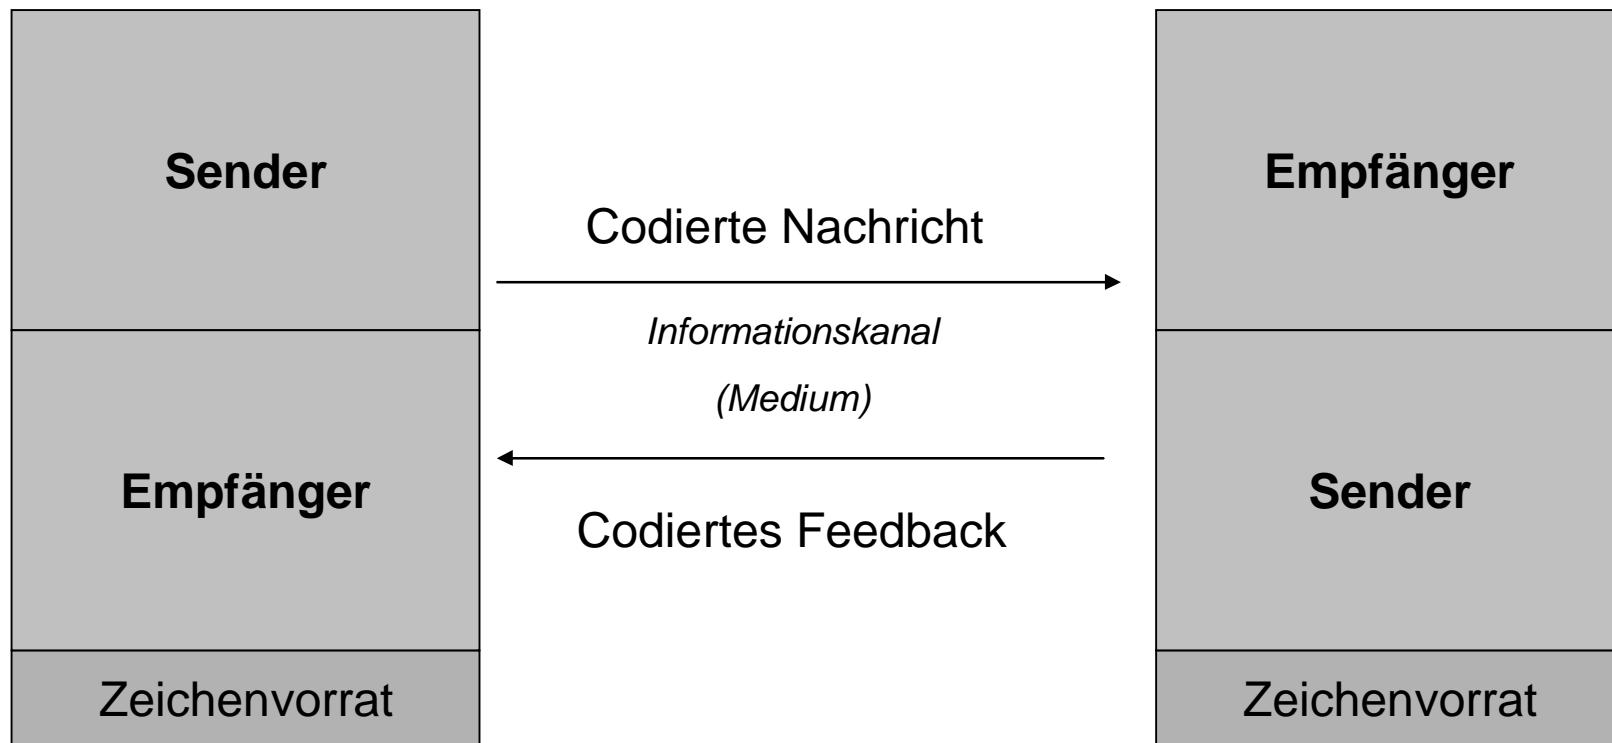 Sender
Empfänger
Codierte Nachricht
Informationskanal
(Medium)
Empfänger
Sender
Codiertes Feedback
Zeichenvorrat
Zeichenvorrat